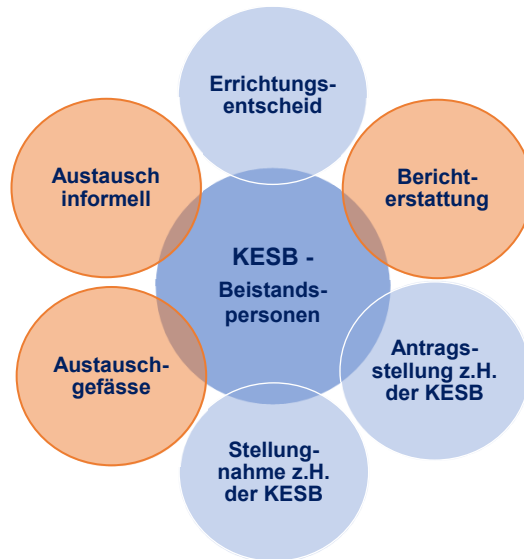 Errichtungs-
entscheid
Austausch
informell
Bericht-
erstattung
KESB -
Beistands-
personen
Antrags-
stellung z.H.
der KESB
Austausch-
gefässe
Stellung-
nahme z.H.
der KESB